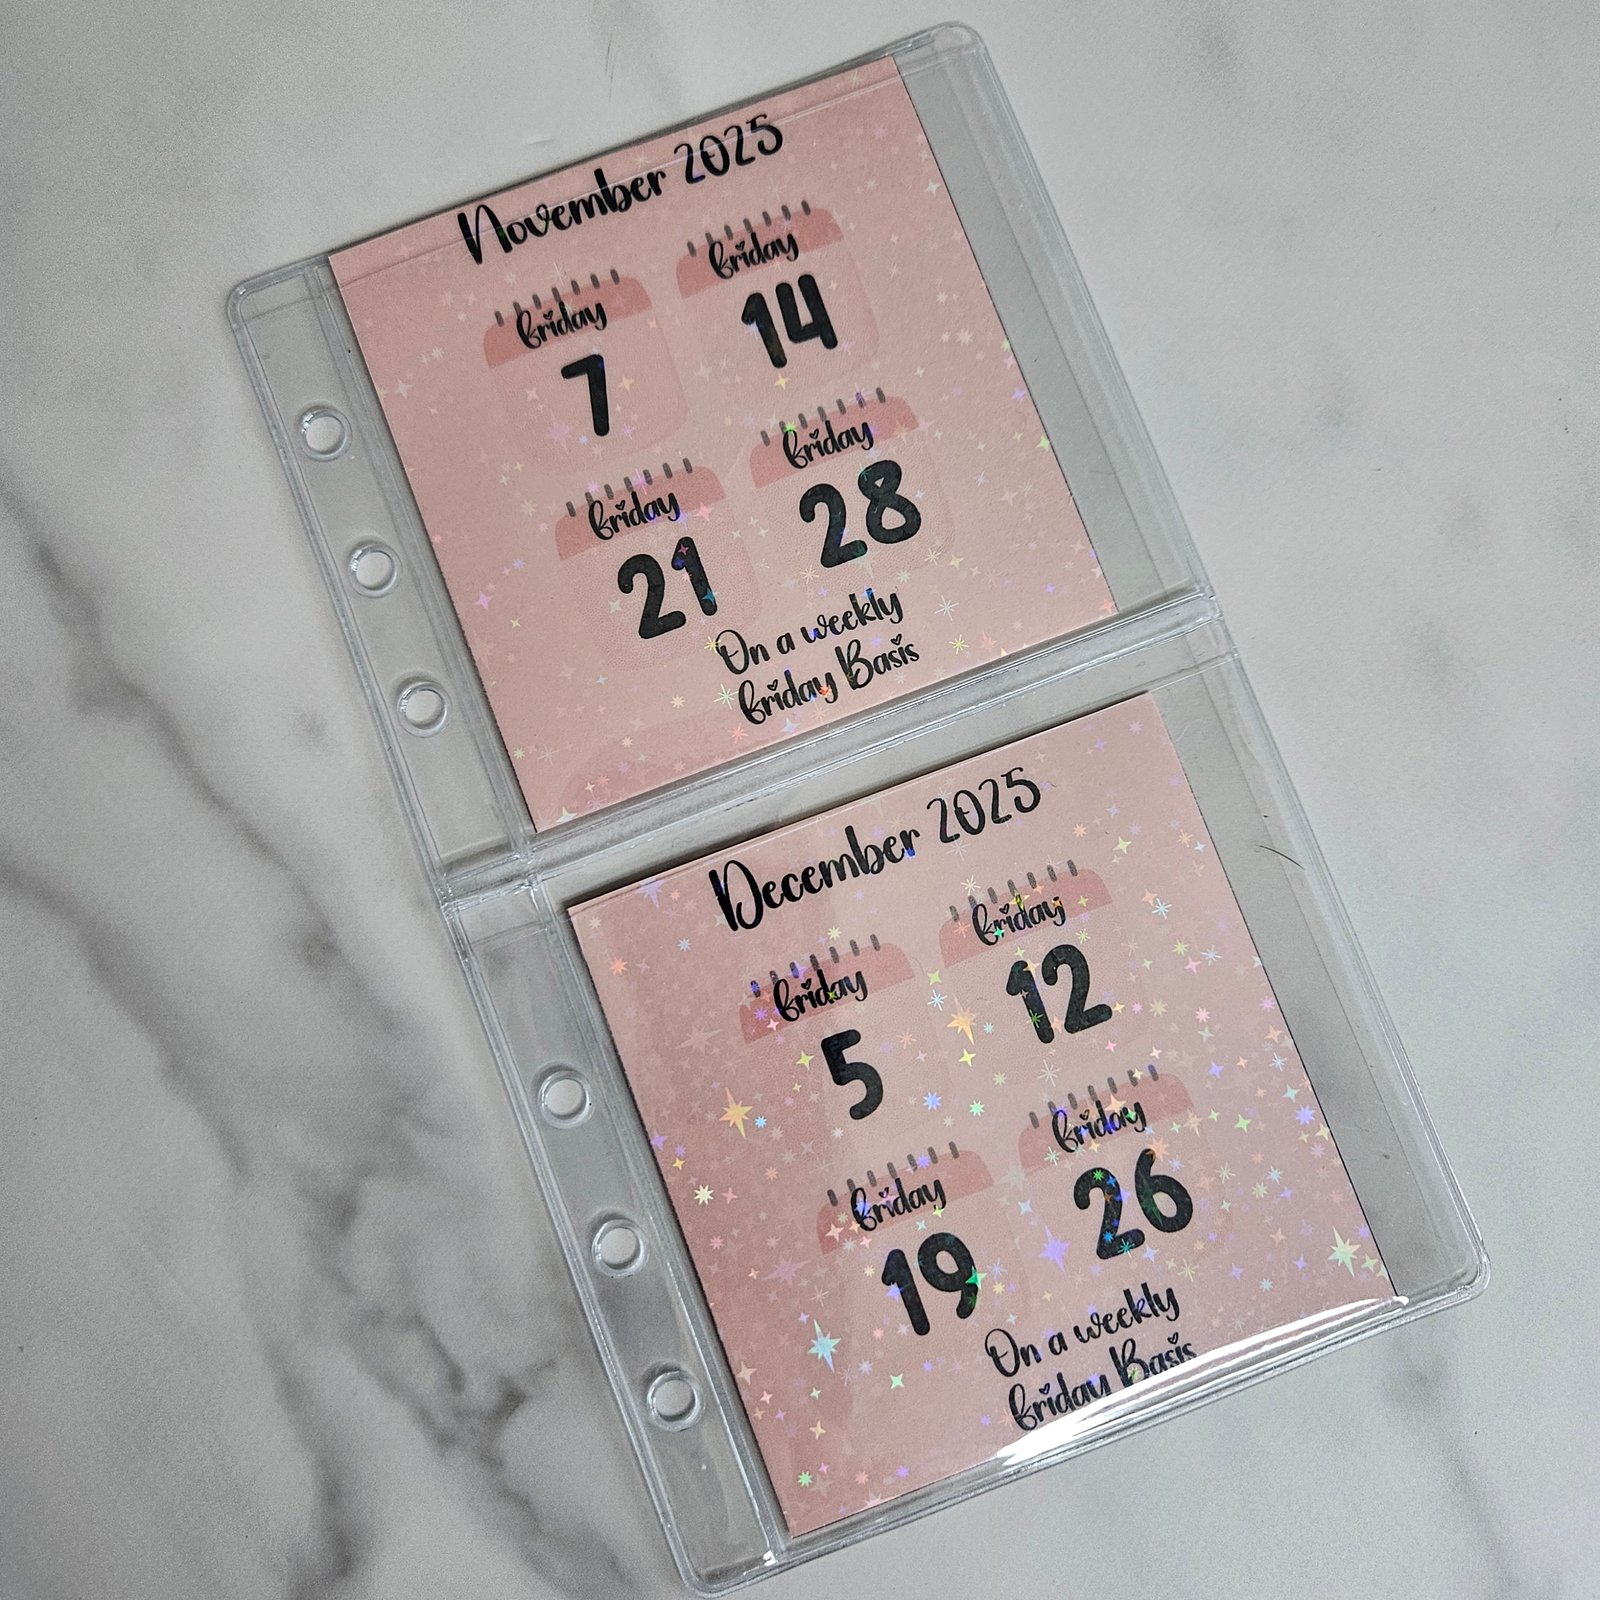 November 2025
Friday
7
Friday
14
Friday
21
Friday
28
On a weekly
Friday Basis
December 2025
Friday
5
Friday
12
Friday
19
Friday
26
On a weekly
Friday Basis